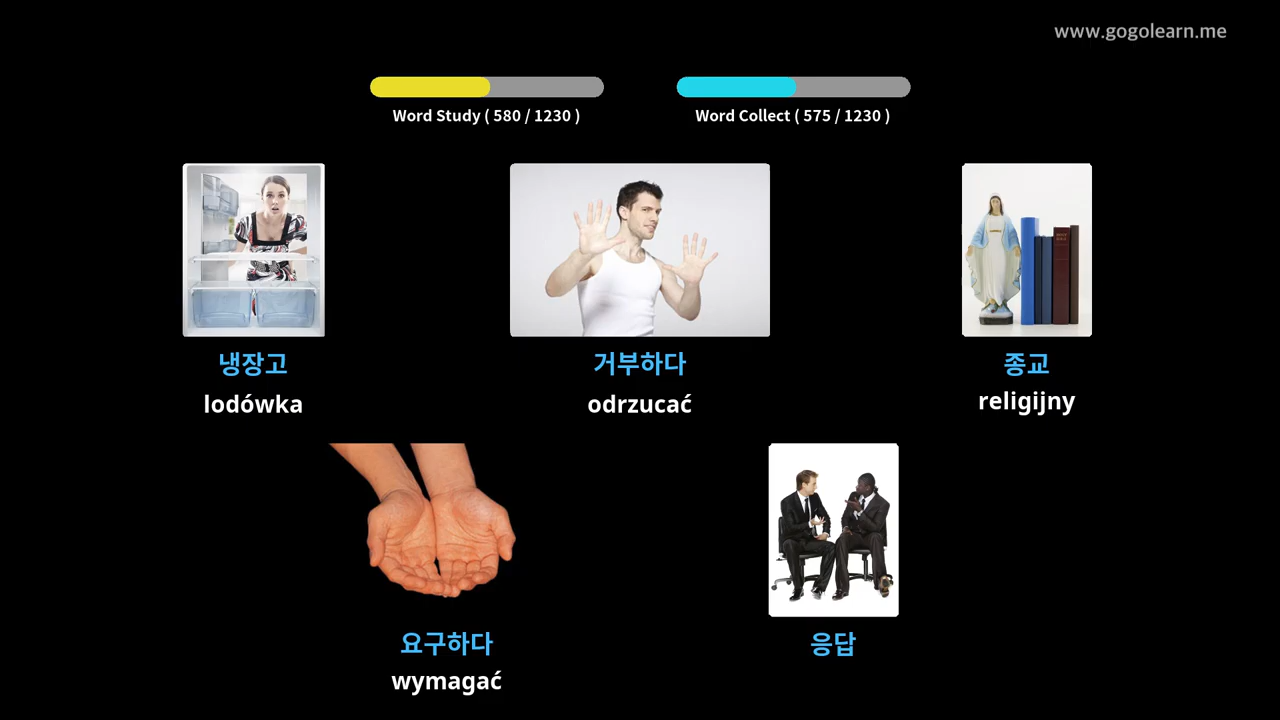 www.gogolearn.me
Word Study ( 580 / 1230 )
Word Collect ( 575 / 1230 )
냉장고
lodówka
거부하다
odrzucać
종교
religijny
요구하다
wymagać
응답